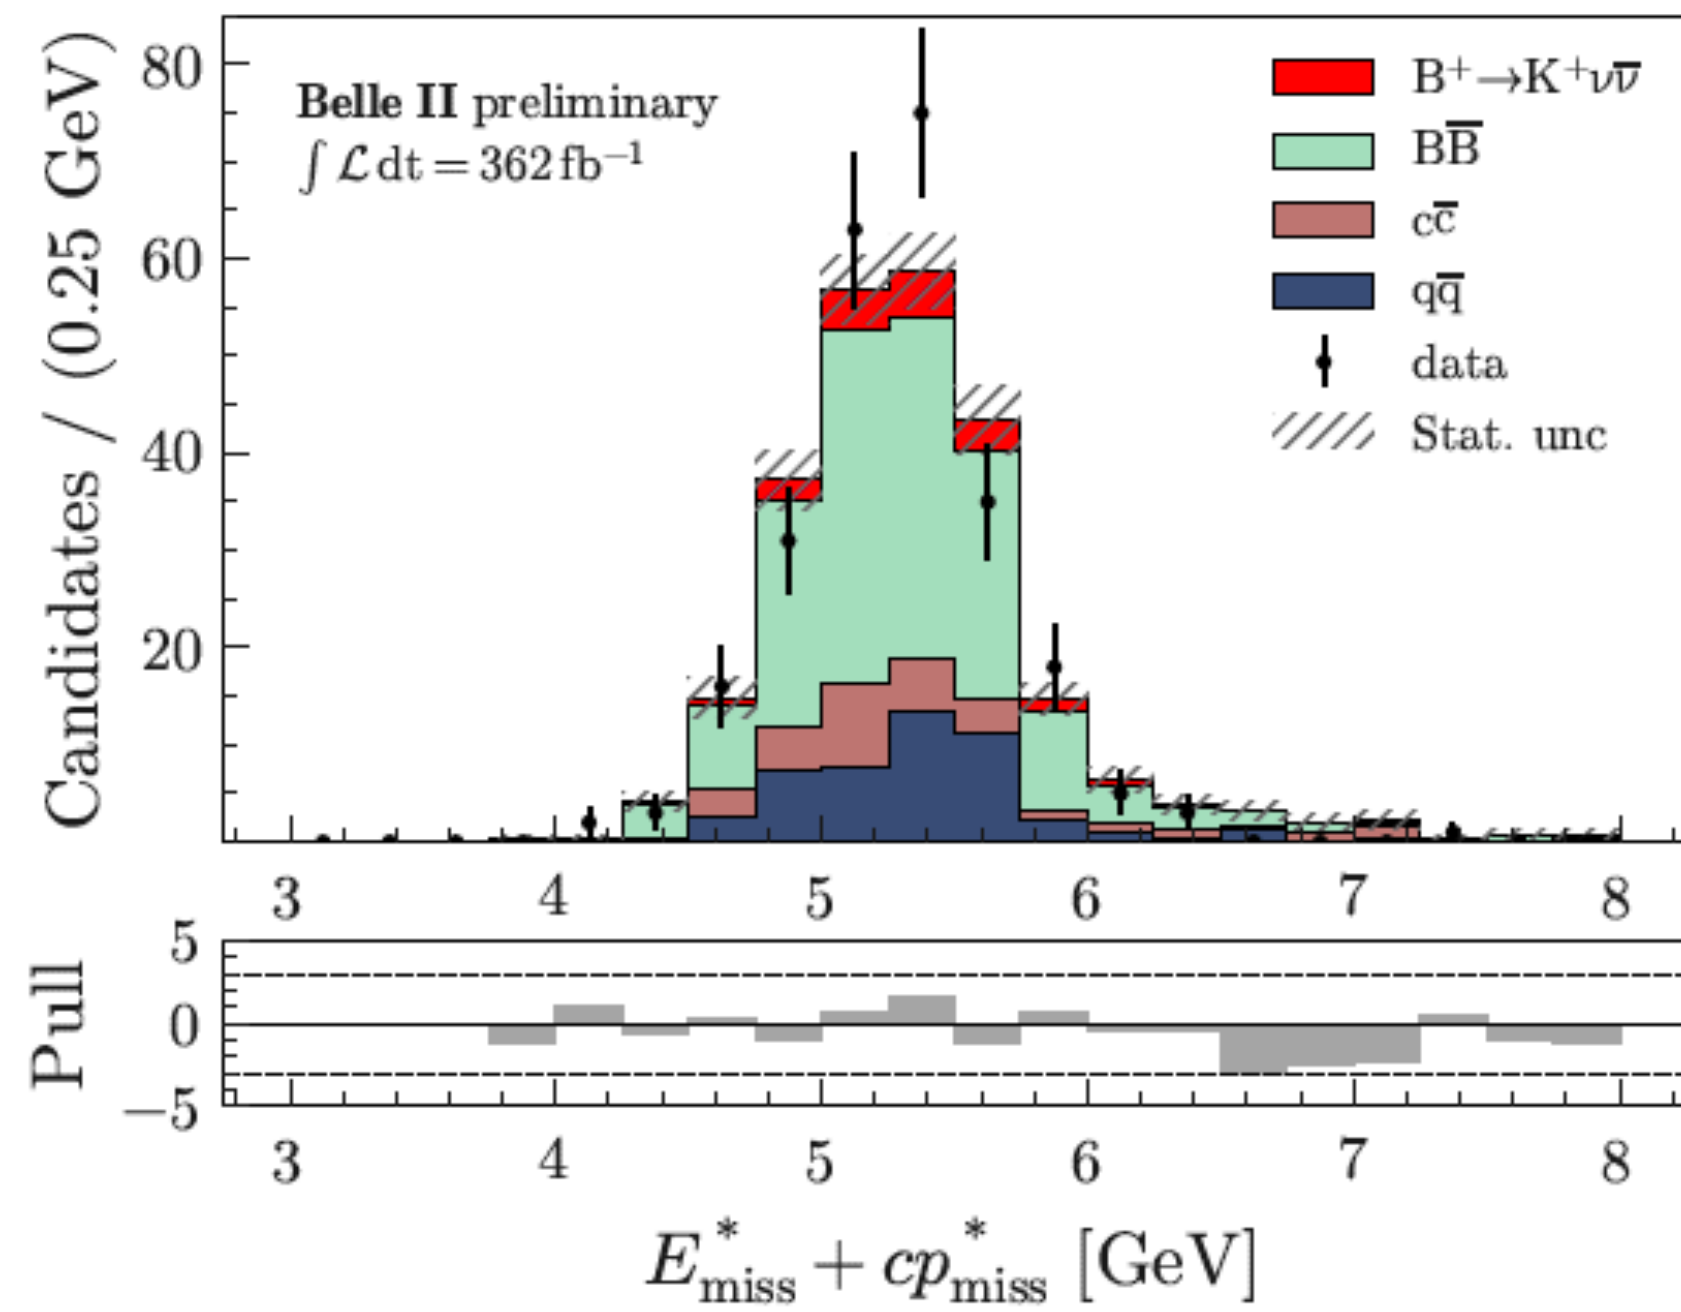 Candidates / (0.25 GeV)
80
60
40
20
Belle II preliminary
∫ ℒ dt = 362 fb⁻¹
B⁺→K⁺νν̅
BB̅
cc̅
qq̅
data
Stat. unc
3 4 5 6 7 8
Pull
5
0
−5
3 4 5 6 7 8
E*miss + cp*miss [GeV]